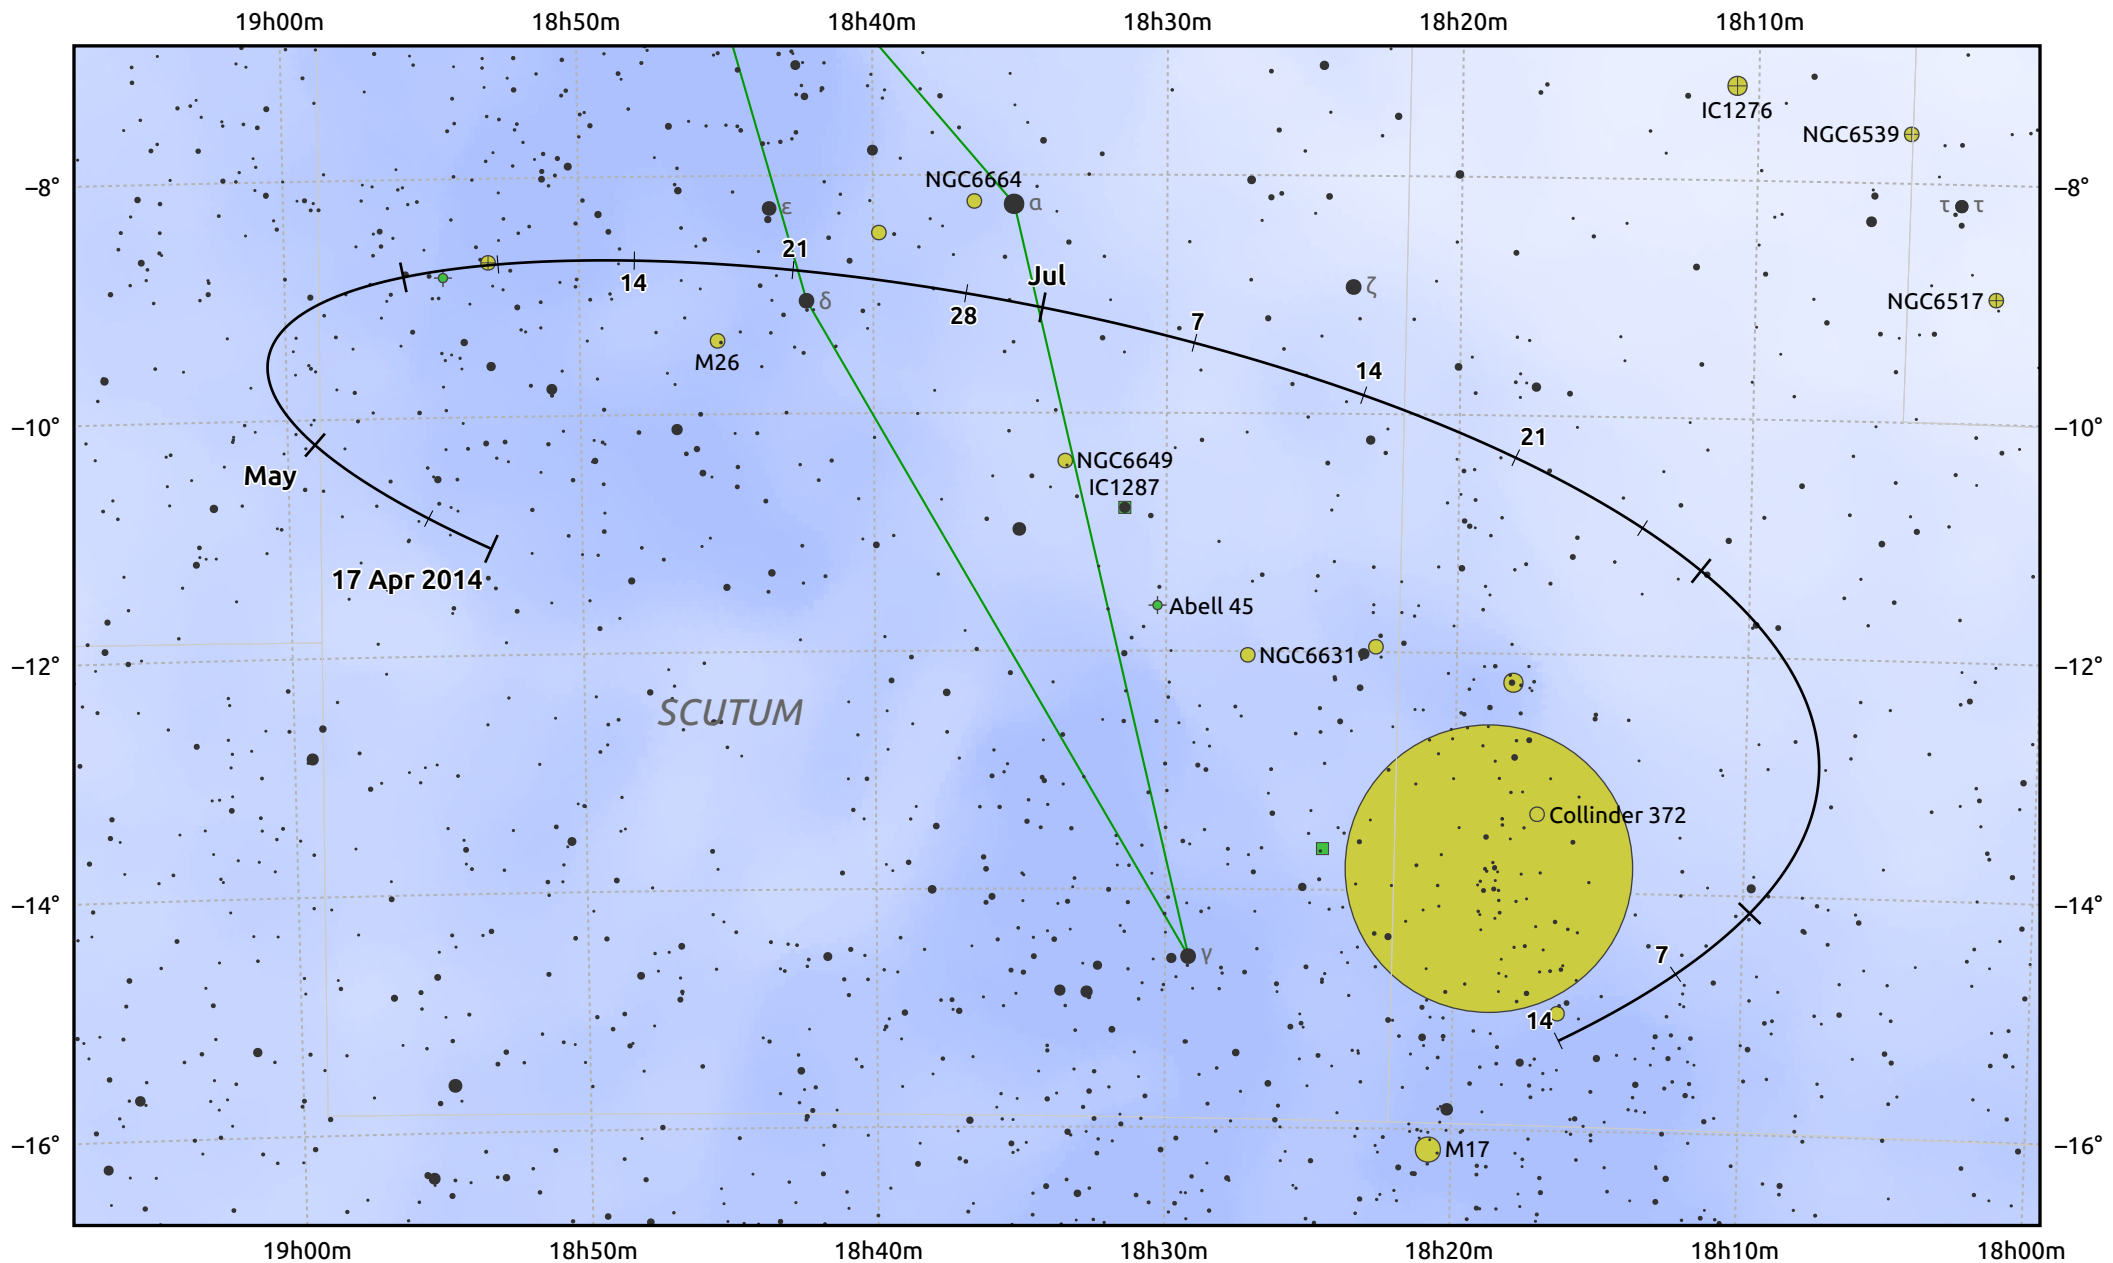 19h00m 18h50m 18h40m 18h30m 18h20m 18h10m
IC1276
NGC6539
−8° −8°
NGC6664
ε α τ τ
21
14
Jul
ζ
δ
28
NGC6517
7
M26
14
−10° −10°
21
May
NGC6649
IC1287
17 Apr 2014
Abell 45
NGC6631
−12° −12°
SCUTUM
Collinder 372
−14° −14°
γ
7
14
−16° −16°
M17
19h00m 18h50m 18h40m 18h30m 18h20m 18h10m 18h00m